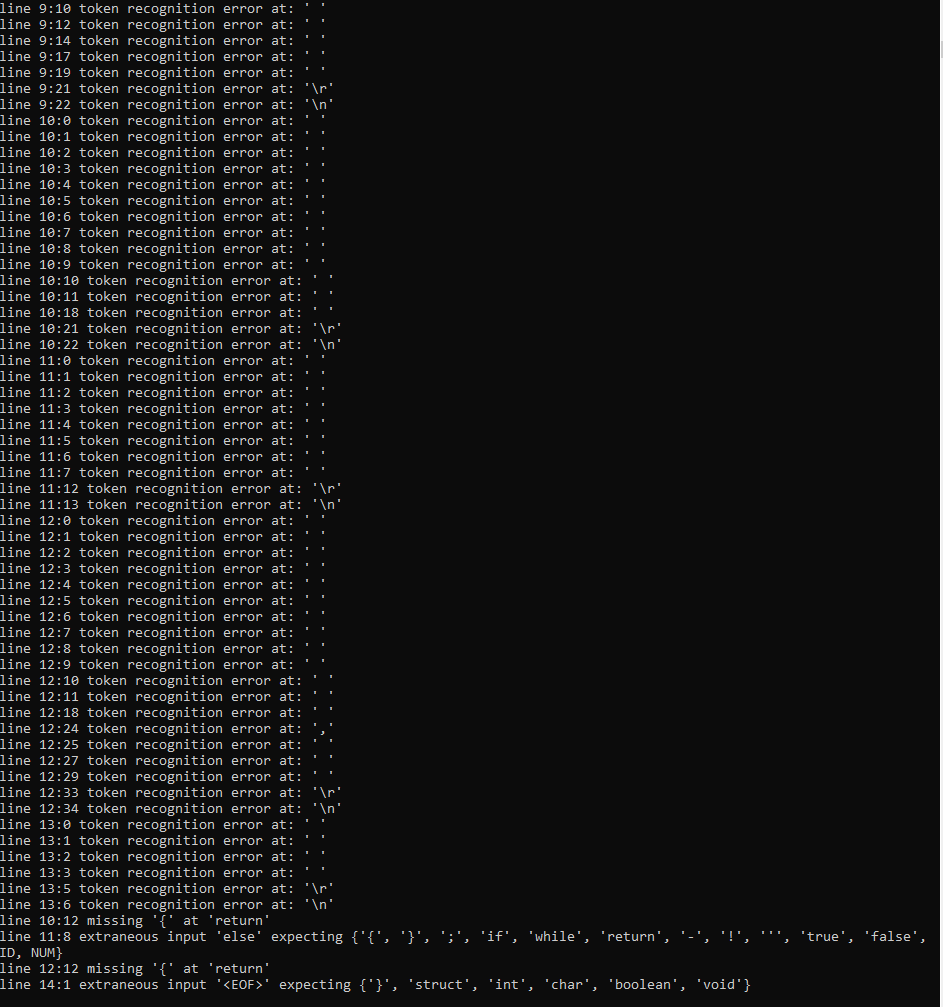 line 9:10 token recognition error at: ' '
line 9:12 token recognition error at: ' '
line 9:14 token recognition error at: ' '
line 9:17 token recognition error at: ' '
line 9:19 token recognition error at: ' '
line 9:21 token recognition error at: '\r'
line 9:22 token recognition error at: '\n'
line 10:0 token recognition error at: ' '
line 10:1 token recognition error at: ' '
line 10:2 token recognition error at: ' '
line 10:3 token recognition error at: ' '
line 10:4 token recognition error at: ' '
line 10:5 token recognition error at: ' '
line 10:6 token recognition error at: ' '
line 10:7 token recognition error at: ' '
line 10:8 token recognition error at: ' '
line 10:9 token recognition error at: ' '
line 10:10 token recognition error at: ' '
line 10:11 token recognition error at: ' '
line 10:18 token recognition error at: ' '
line 10:21 token recognition error at: '\r'
line 10:22 token recognition error at: '\n'
line 11:0 token recognition error at: ' '
line 11:1 token recognition error at: ' '
line 11:2 token recognition error at: ' '
line 11:3 token recognition error at: ' '
line 11:4 token recognition error at: ' '
line 11:5 token recognition error at: ' '
line 11:6 token recognition error at: ' '
line 11:7 token recognition error at: ' '
line 11:12 token recognition error at: '\r'
line 11:13 token recognition error at: '\n'
line 12:0 token recognition error at: ' '
line 12:1 token recognition error at: ' '
line 12:2 token recognition error at: ' '
line 12:3 token recognition error at: ' '
line 12:4 token recognition error at: ' '
line 12:5 token recognition error at: ' '
line 12:6 token recognition error at: ' '
line 12:7 token recognition error at: ' '
line 12:8 token recognition error at: ' '
line 12:9 token recognition error at: ' '
line 12:10 token recognition error at: ' '
line 12:11 token recognition error at: ' '
line 12:18 token recognition error at: ' '
line 12:24 token recognition error at: ','
line 12:25 token recognition error at: ' '
line 12:27 token recognition error at: ' '
line 12:29 token recognition error at: ' '
line 12:33 token recognition error at: '\r'
line 12:34 token recognition error at: '\n'
line 13:0 token recognition error at: ' '
line 13:1 token recognition error at: ' '
line 13:2 token recognition error at: ' '
line 13:3 token recognition error at: ' '
line 13:5 token recognition error at: '\r'
line 13:6 token recognition error at: '\n'
line 10:12 missing '{' at 'return'
line 11:8 extraneous input 'else' expecting {'{', '}', ';', 'if', 'while', 'return', '-', '!', ''', 'true', 'false',
ID, NUM}
line 12:12 missing '{' at 'return'
line 14:1 extraneous input '<EOF>' expecting {'}', 'struct', 'int', 'char', 'boolean', 'void'}